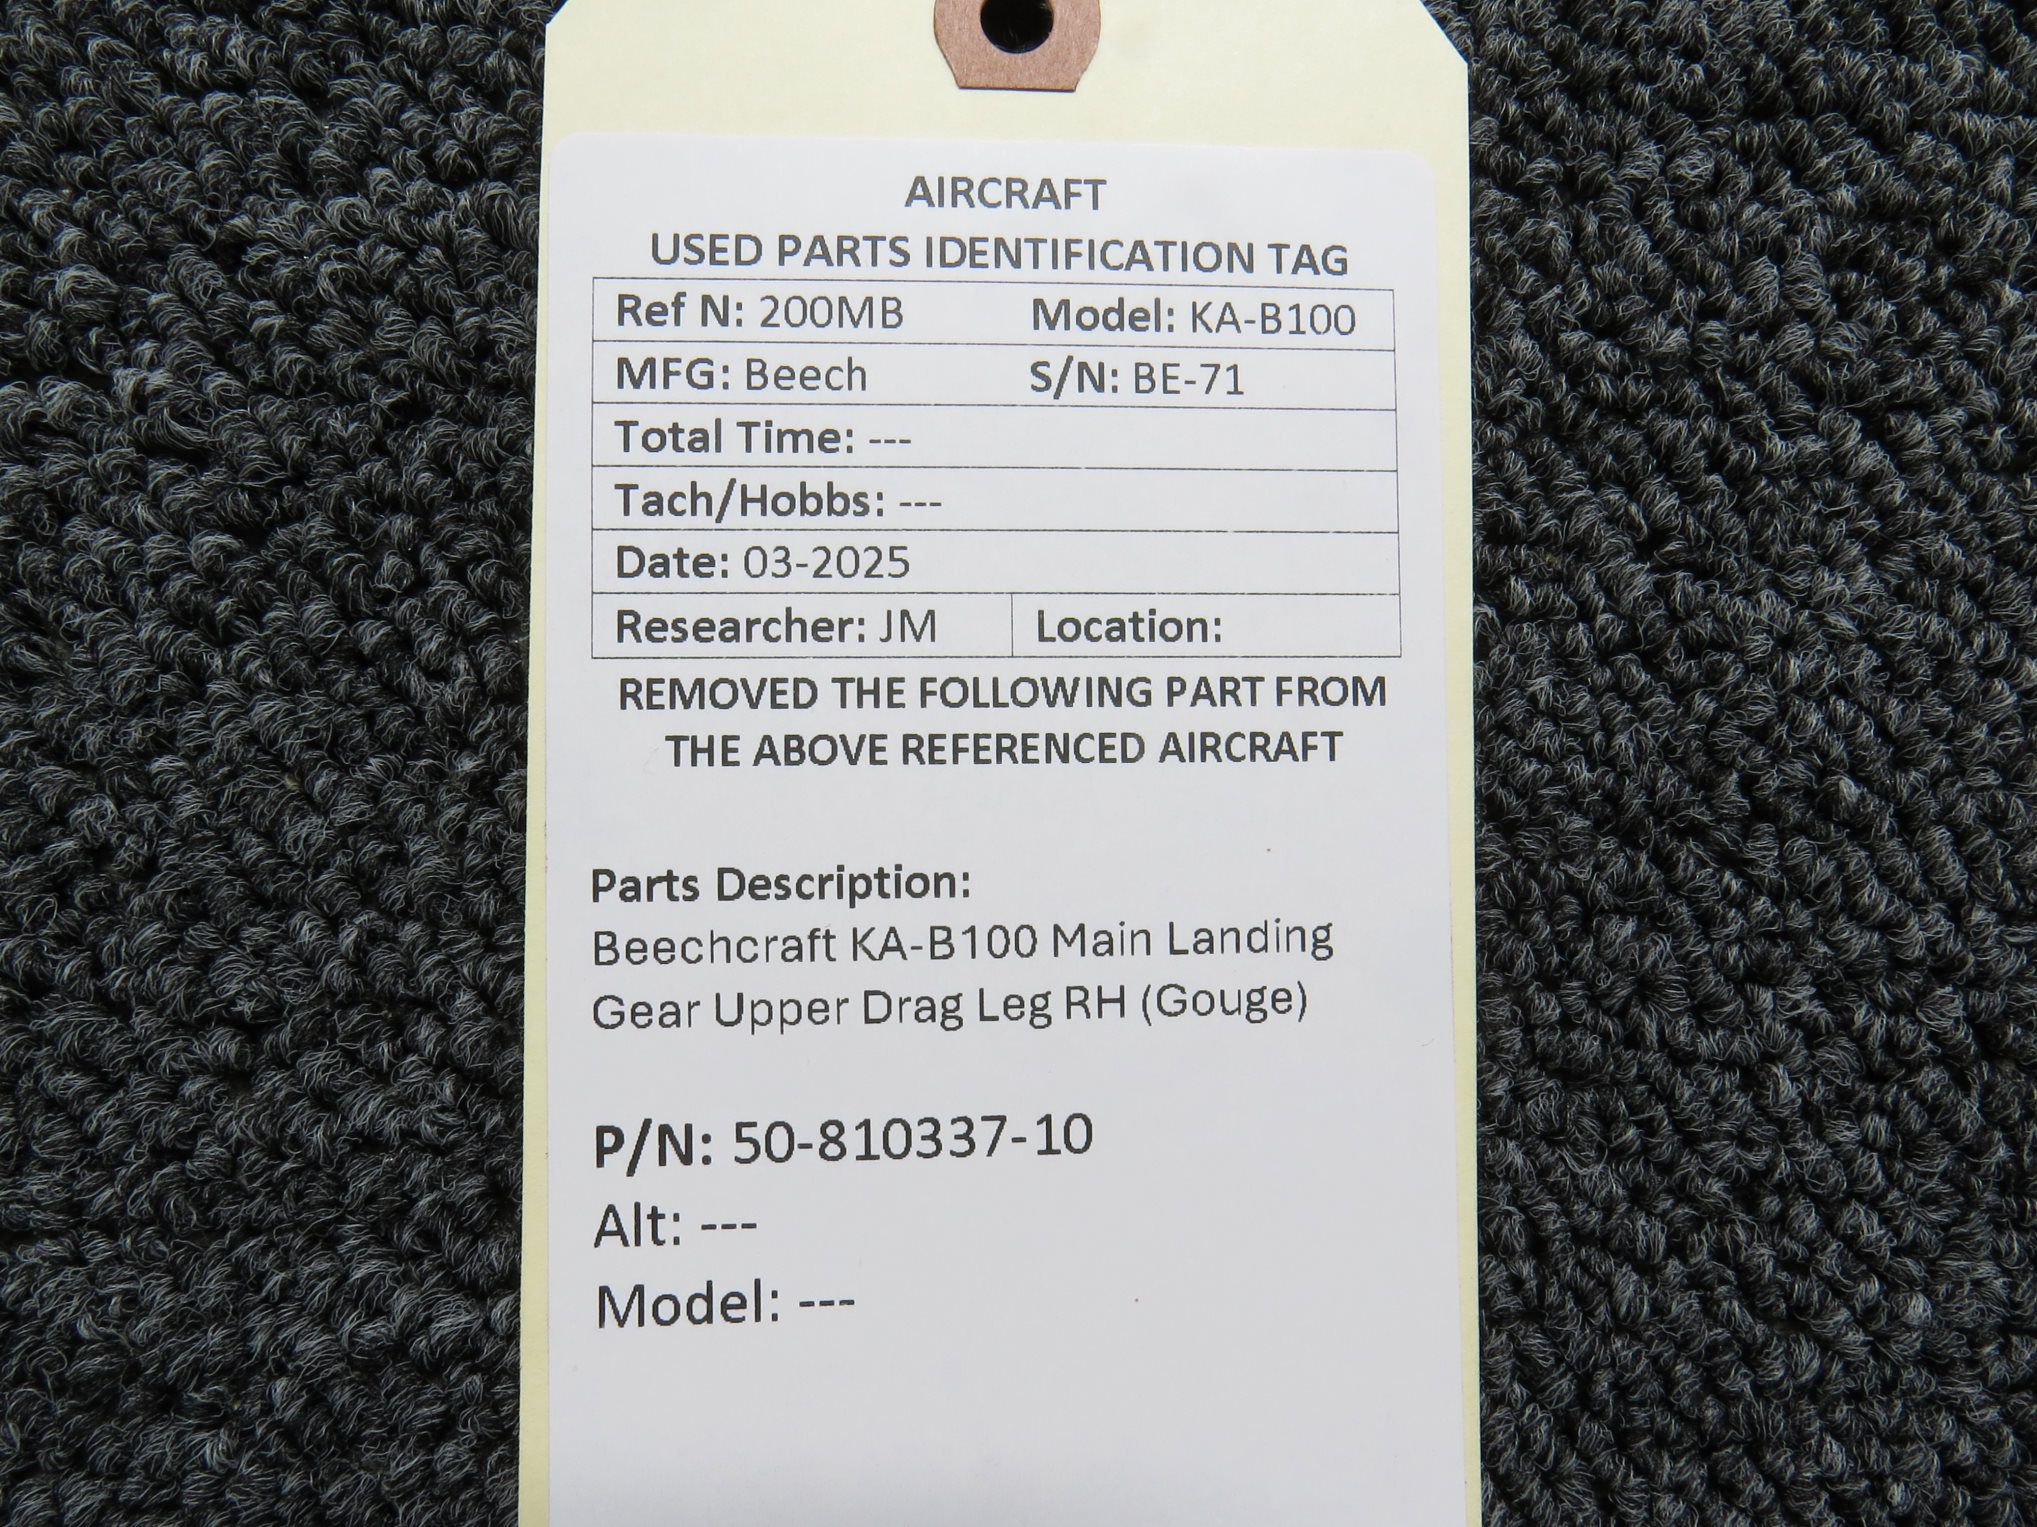 AIRCRAFT
USED PARTS IDENTIFICATION TAG
Ref N: 200MB Model: KA-B100
MFG: Beech S/N: BE-71
Total Time: ---
Tach/Hobbs: ---
Date: 03-2025
Researcher: JM Location:
REMOVED THE FOLLOWING PART FROM
THE ABOVE REFERENCED AIRCRAFT
Parts Description:
Beechcraft KA-B100 Main Landing
Gear Upper Drag Leg RH (Gouge)
P/N: 50-810337-10
Alt: ---
Model: ---